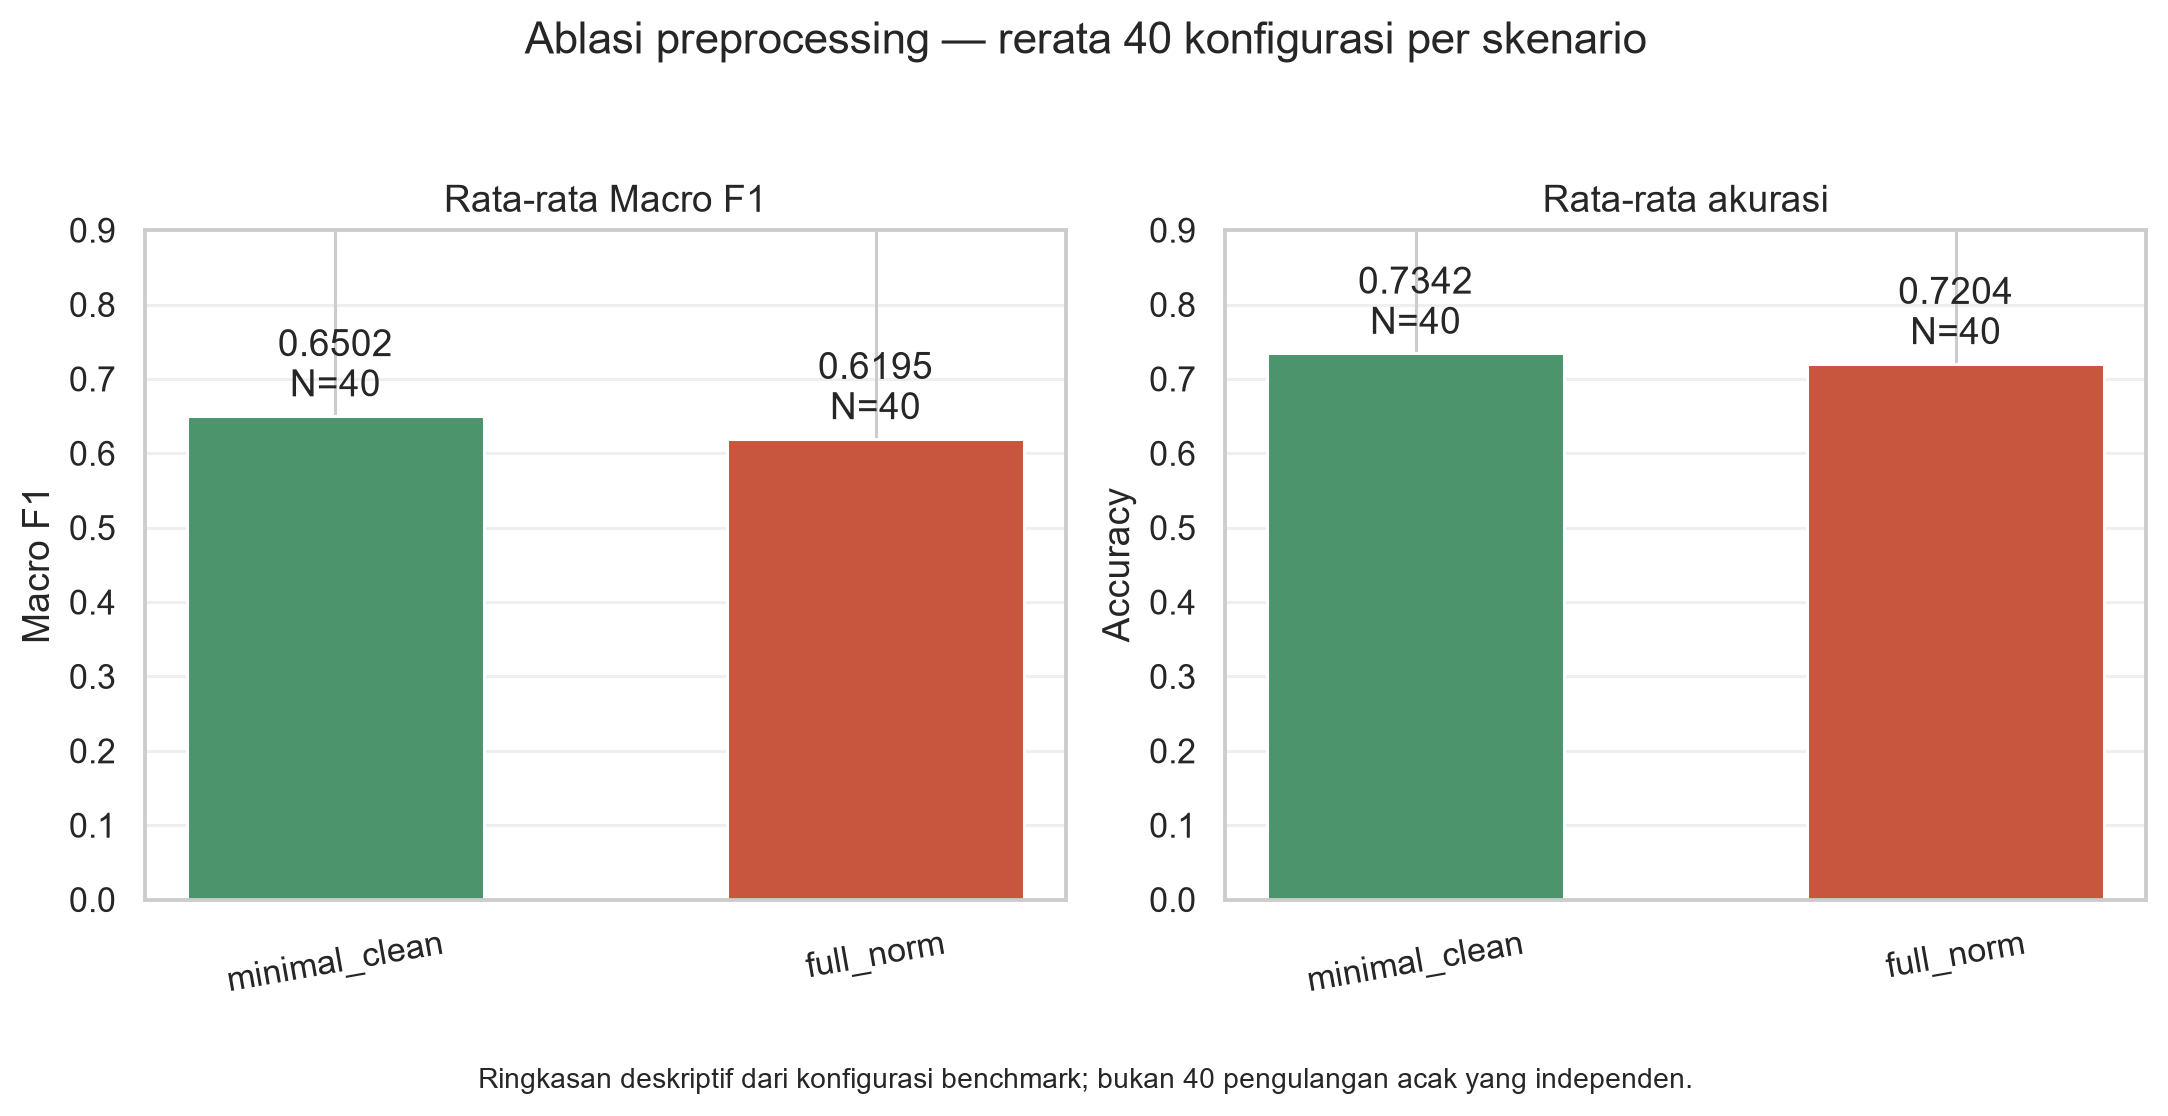 Ablasi preprocessing — rerata 40 konfigurasi per skenario
Rata-rata Macro F1
0.9
0.8
0.7
0.6
0.5
0.4
0.3
0.2
0.1
0.0
Macro F1
0.6502
N=40
0.6195
N=40
minimal_clean
full_norm
Rata-rata akurasi
0.9
0.8
0.7
0.6
0.5
0.4
0.3
0.2
0.1
0.0
Accuracy
0.7342
N=40
0.7204
N=40
minimal_clean
full_norm
Ringkasan deskriptif dari konfigurasi benchmark; bukan 40 pengulangan acak yang independen.